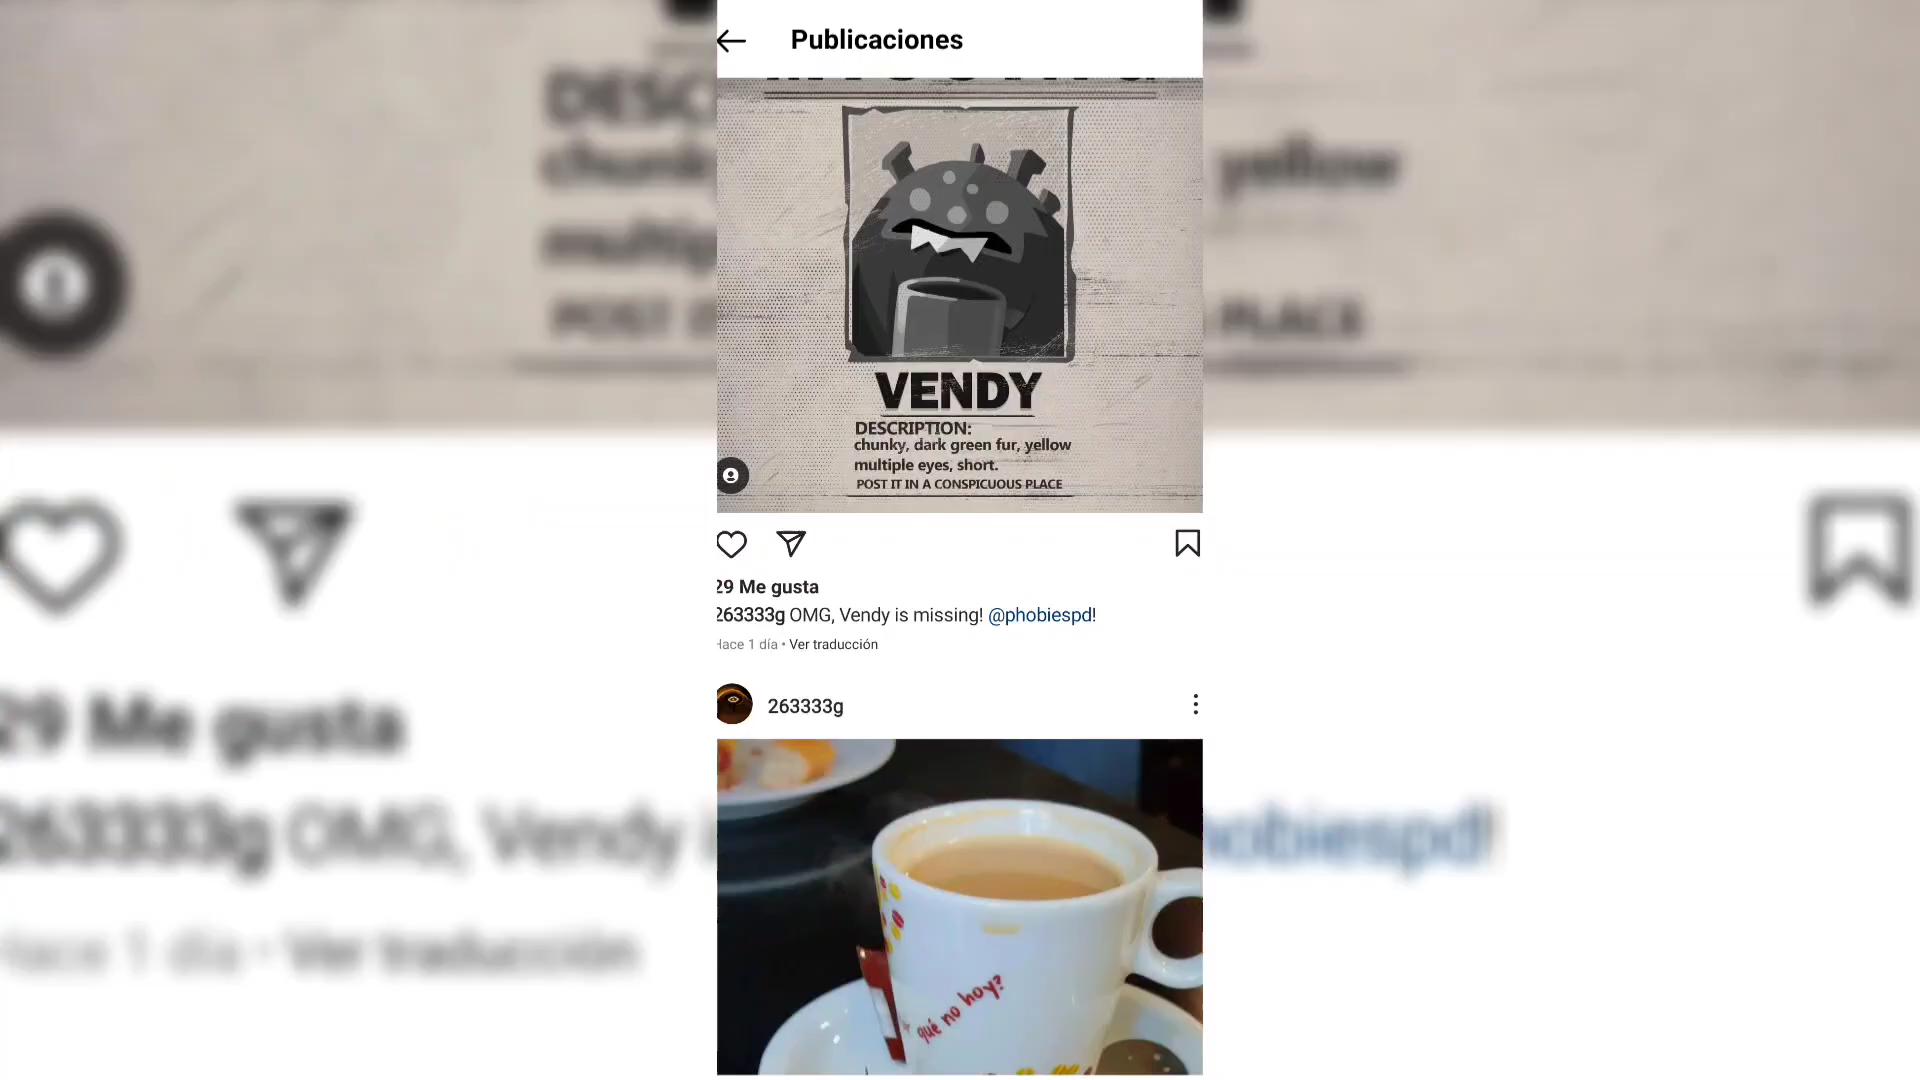 Publicaciones
VENDY
DESCRIPTION:
chunky, dark green fur, yellow
multiple eyes, short.
POST IT IN A CONSPICUOUS PLACE
29 Me gusta
263333g OMG, Vendy is missing! @phobiespd!
Hace 1 día • Ver traducción
263333g
qué no hoy?